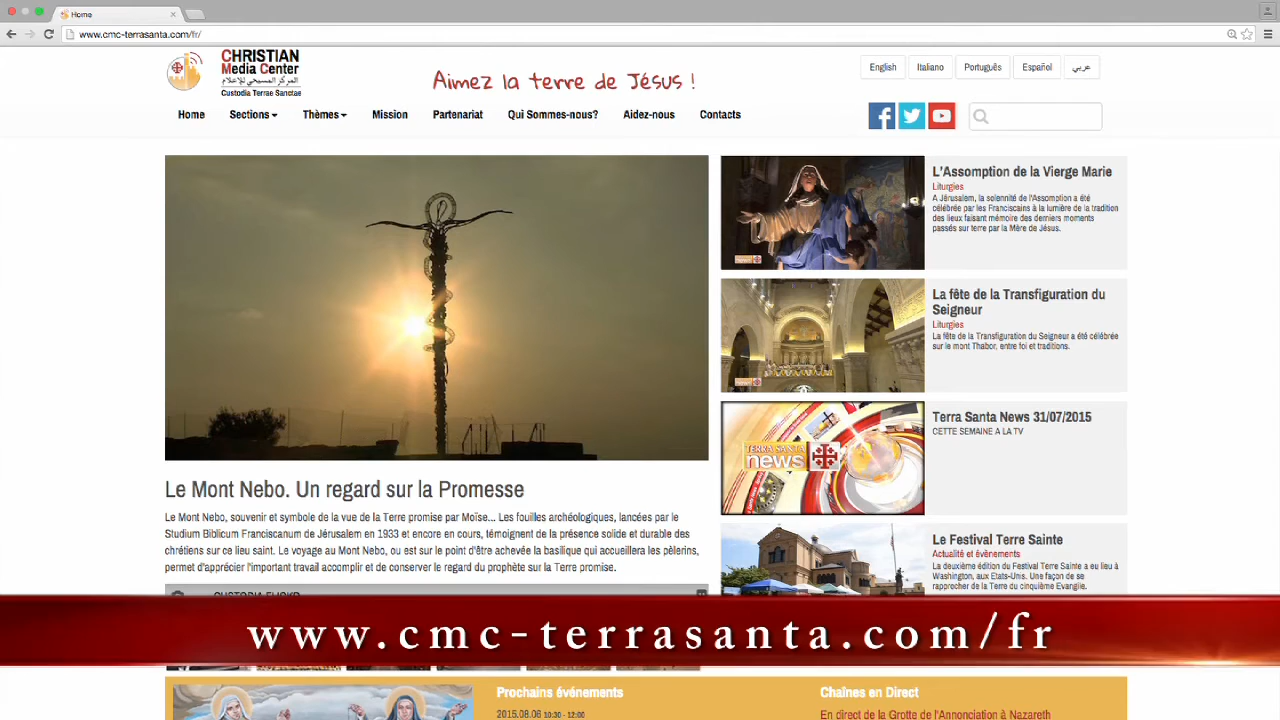 Home
www.cmc-terrasanta.com/fr/
CHRISTIAN
Media Center
المركز المسيحي للإعلام
Custodia Terrae Sanctae
Aimez la terre de Jésus !
English
Italiano
Português
Español
عربي
Home
Sections
Thèmes
Mission
Partenariat
Qui Sommes-nous?
Aidez-nous
Contacts
Le Mont Nebo. Un regard sur la Promesse
Le Mont Nebo, souvenir et symbole de la vue de la Terre promise par Moïse... Les fouilles archéologiques, lancées par le
Studium Biblicum Franciscanum de Jérusalem en 1933 et encore en cours, témoignent de la présence solide et durable des
chrétiens sur ce lieu saint. Le voyage au Mont Nebo, ou est sur le point d'être achevée la basilique qui accueillera les pèlerins,
permet d'apprécier l'important travail accomplir et de conserver le regard du prophète sur la Terre promise.
L'Assomption de la Vierge Marie
Liturgies
A Jérusalem, la solennité de l'Assomption a été
célébrée par les Franciscains à la lumière de la tradition
des lieux faisant mémoire des derniers moments
passés sur terre par la Mère de Jésus.
La fête de la Transfiguration du
Seigneur
Liturgies
La fête de la Transfiguration du Seigneur a été célébrée
sur le mont Thabor, entre foi et traditions.
TERRA SANTA
news
Terra Santa News 31/07/2015
CETTE SEMAINE A LA TV
Le Festival Terre Sainte
Actualité et évènements
La deuxième édition du Festival Terre Sainte a eu lieu à
Washington, aux Etats-Unis. Une façon de se
rapprocher de la Terre du cinquième Evangile.
CUSTODIA FLICKR
www.cmc-terrasanta.com/fr
Prochains événements
2015.08.06 10:30 - 12:00
Chaînes en Direct
En direct de la Grotte de l'Annonciation à Nazareth